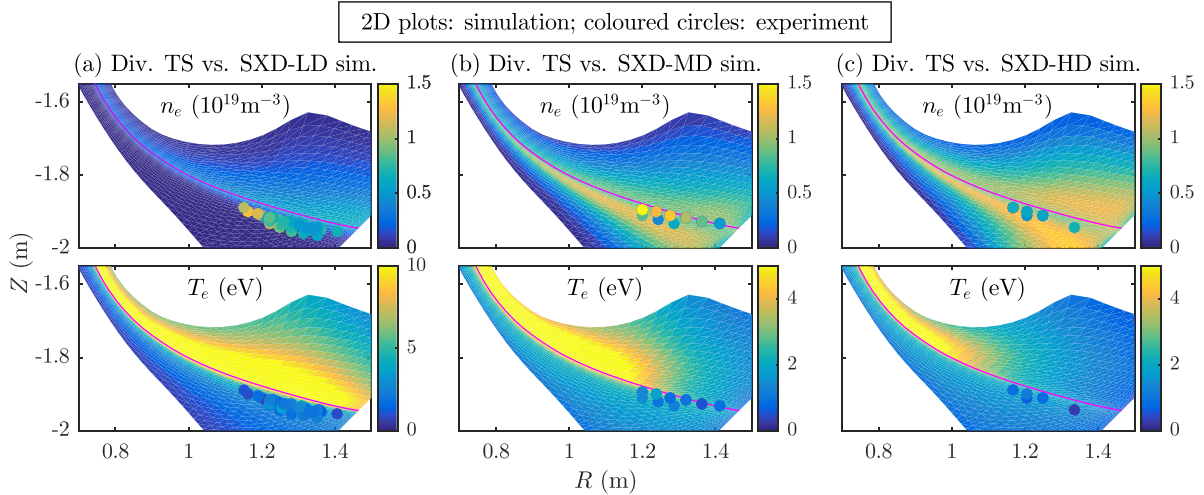 2D plots: simulation; coloured circles: experiment
(a) Div. TS vs. SXD-LD sim.
(b) Div. TS vs. SXD-MD sim.
(c) Div. TS vs. SXD-HD sim.
n_e (10^{19}m^{-3})
n_e (10^{19}m^{-3})
n_e (10^{19}m^{-3})
-1.6
-1.8
-2
1.5
1
0.5
0
1.5
1
0.5
0
1.5
1
0.5
0
Z (m)
T_e (eV)
T_e (eV)
T_e (eV)
-1.6
-1.8
-2
10
5
0
4
2
0
4
2
0
0.8 1 1.2 1.4
0.8 1 1.2 1.4
0.8 1 1.2 1.4
R (m)